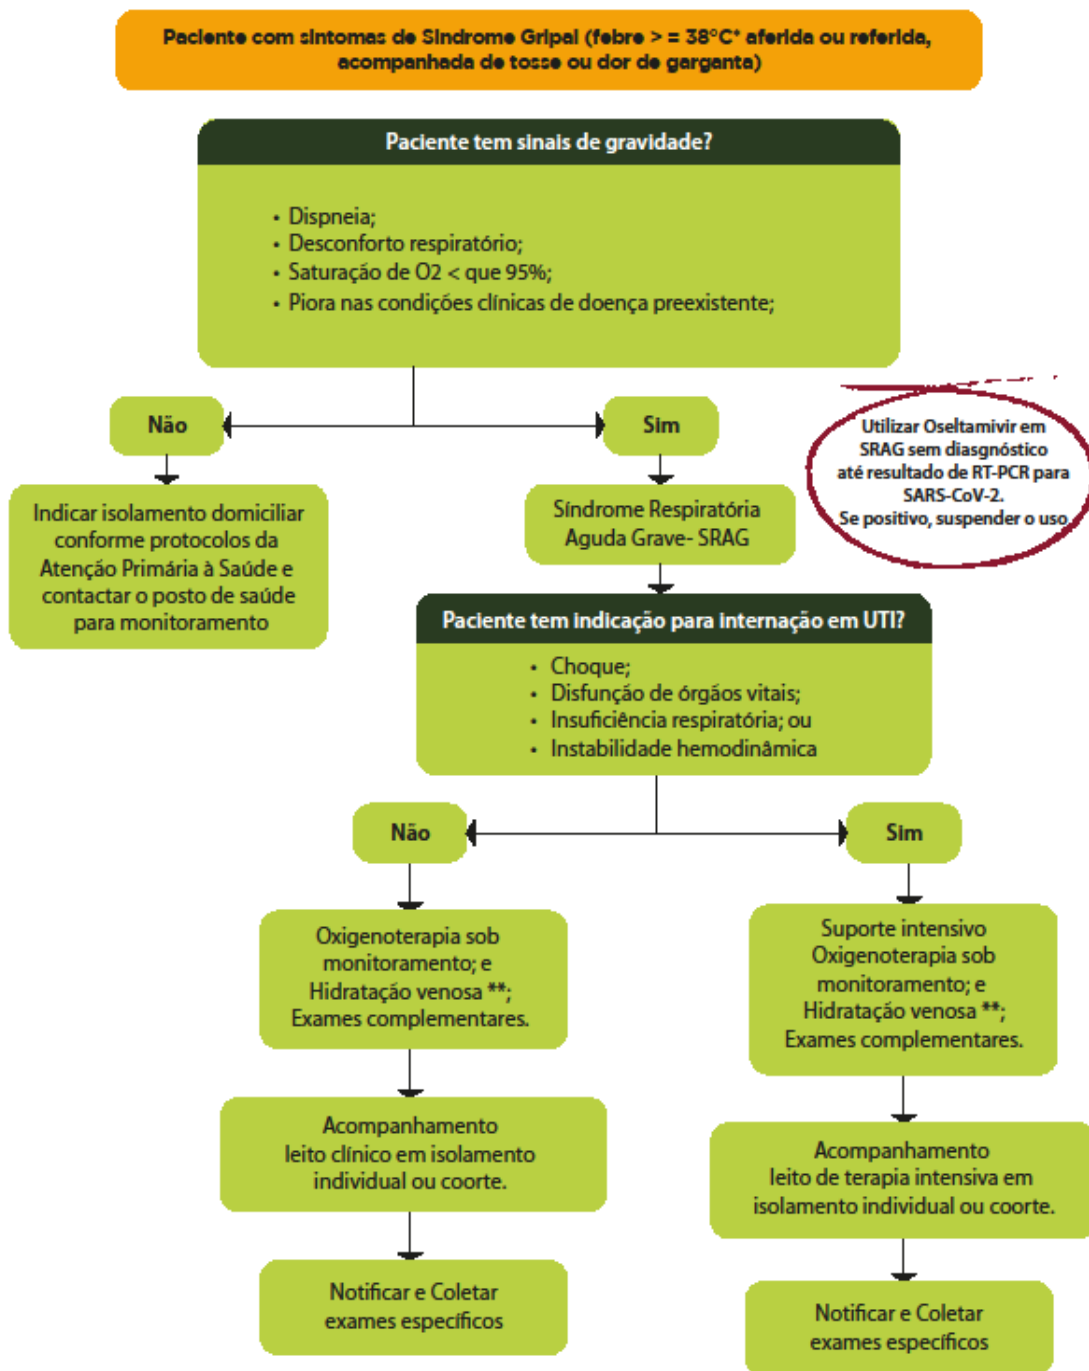 Paciente com sintomas de Sindrome Gripal (febre > = 38°C* aferida ou referida,
acompanhada de tosse ou dor de garganta)
Paciente tem sinais de gravidade?
• Dispneia;
• Desconforto respiratório;
• Saturação de O2 < que 95%;
• Piora nas condições clínicas de doença preexistente;
Não
Sim
Utilizar Oseltamivir em
SRAG sem diasgnóstico
até resultado de RT-PCR para
SARS-CoV-2.
Se positivo, suspender o uso
Indicar isolamento domiciliar
conforme protocolos da
Atenção Primária à Saúde e
contactar o posto de saúde
para monitoramento
Síndrome Respiratória
Aguda Grave- SRAG
Paciente tem indicação para internação em UTI?
• Choque;
• Disfunção de órgãos vitais;
• Insuficiência respiratória; ou
• Instabilidade hemodinâmica
Não
Sim
Oxigenoterapia sob
monitoramento; e
Hidratação venosa **;
Exames complementares.
Suporte intensivo
Oxigenoterapia sob
monitoramento; e
Hidratação venosa **;
Exames complementares.
Acompanhamento
leito clínico em isolamento
individual ou coorte.
Acompanhamento
leito de terapia intensiva em
isolamento individual ou coorte.
Notificar e Coletar
exames específicos
Notificar e Coletar
exames específicos